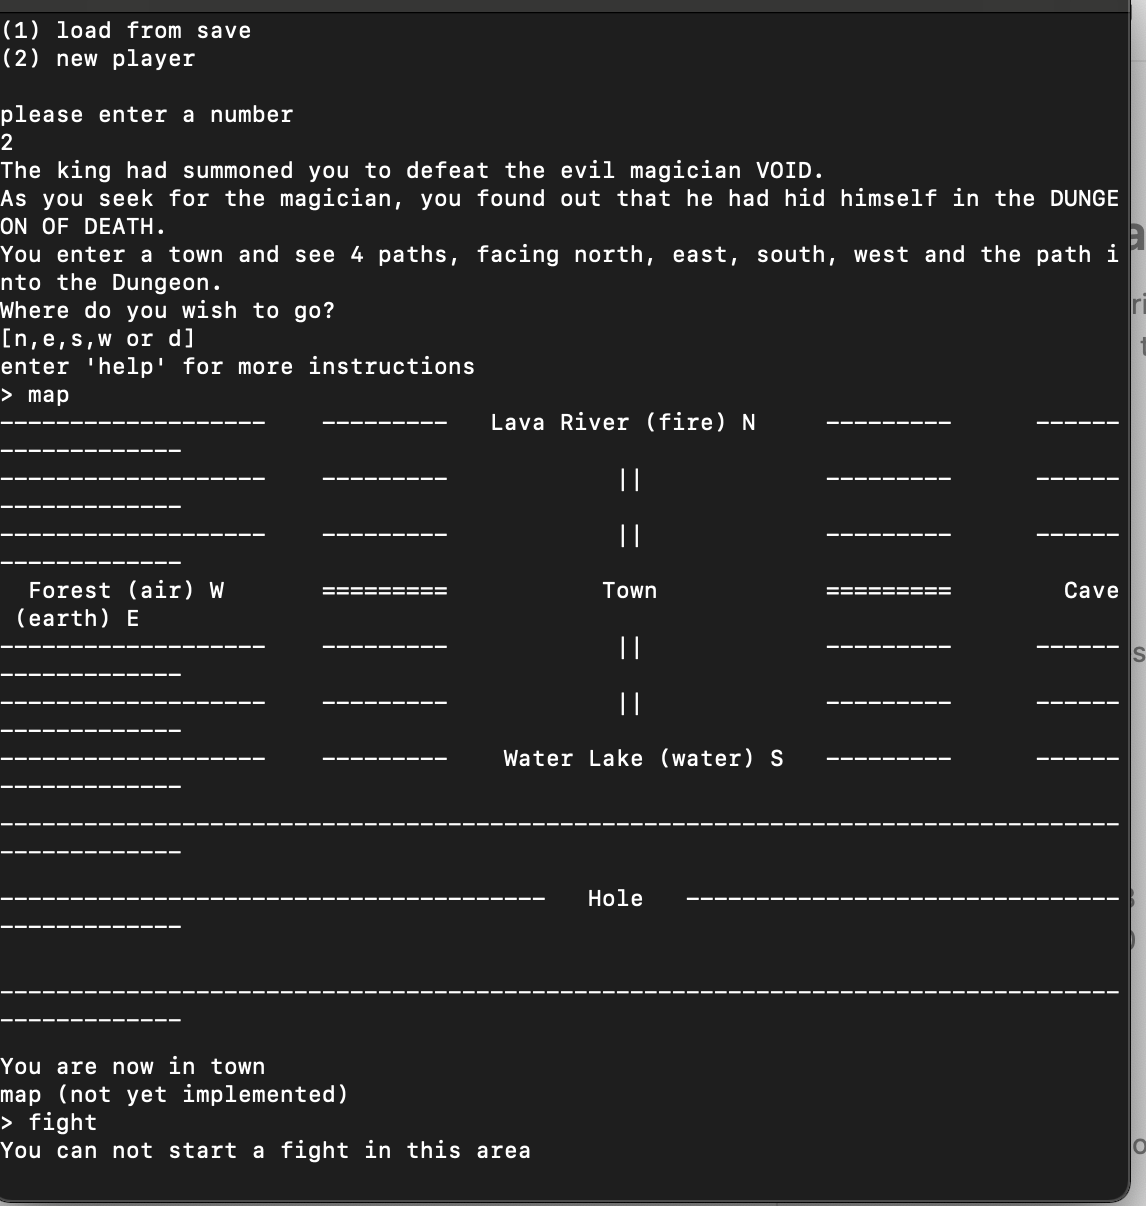 (1) load from save
(2) new player
please enter a number
2
The king had summoned you to defeat the evil magician VOID.
As you seek for the magician, you found out that he had hid himself in the DUNGE
ON OF DEATH.
You enter a town and see 4 paths, facing north, east, south, west and the path i
nto the Dungeon.
Where do you wish to go?
[n,e,s,w or d]
enter 'help' for more instructions
> map
-------------------    ---------   Lava River (fire) N     ---------      ------
-------------
-------------------    ---------            ||             ---------      ------
-------------
-------------------    ---------            ||             ---------      ------
-------------
  Forest (air) W       =========           Town            =========        Cave
 (earth) E
-------------------    ---------            ||             ---------      ------
-------------
-------------------    ---------            ||             ---------      ------
-------------
-------------------    ---------    Water Lake (water) S   ---------      ------
-------------
--------------------------------------------------------------------------------
-------------
---------------------------------------   Hole   -------------------------------
-------------
--------------------------------------------------------------------------------
-------------
You are now in town
map (not yet implemented)
> fight
You can not start a fight in this area